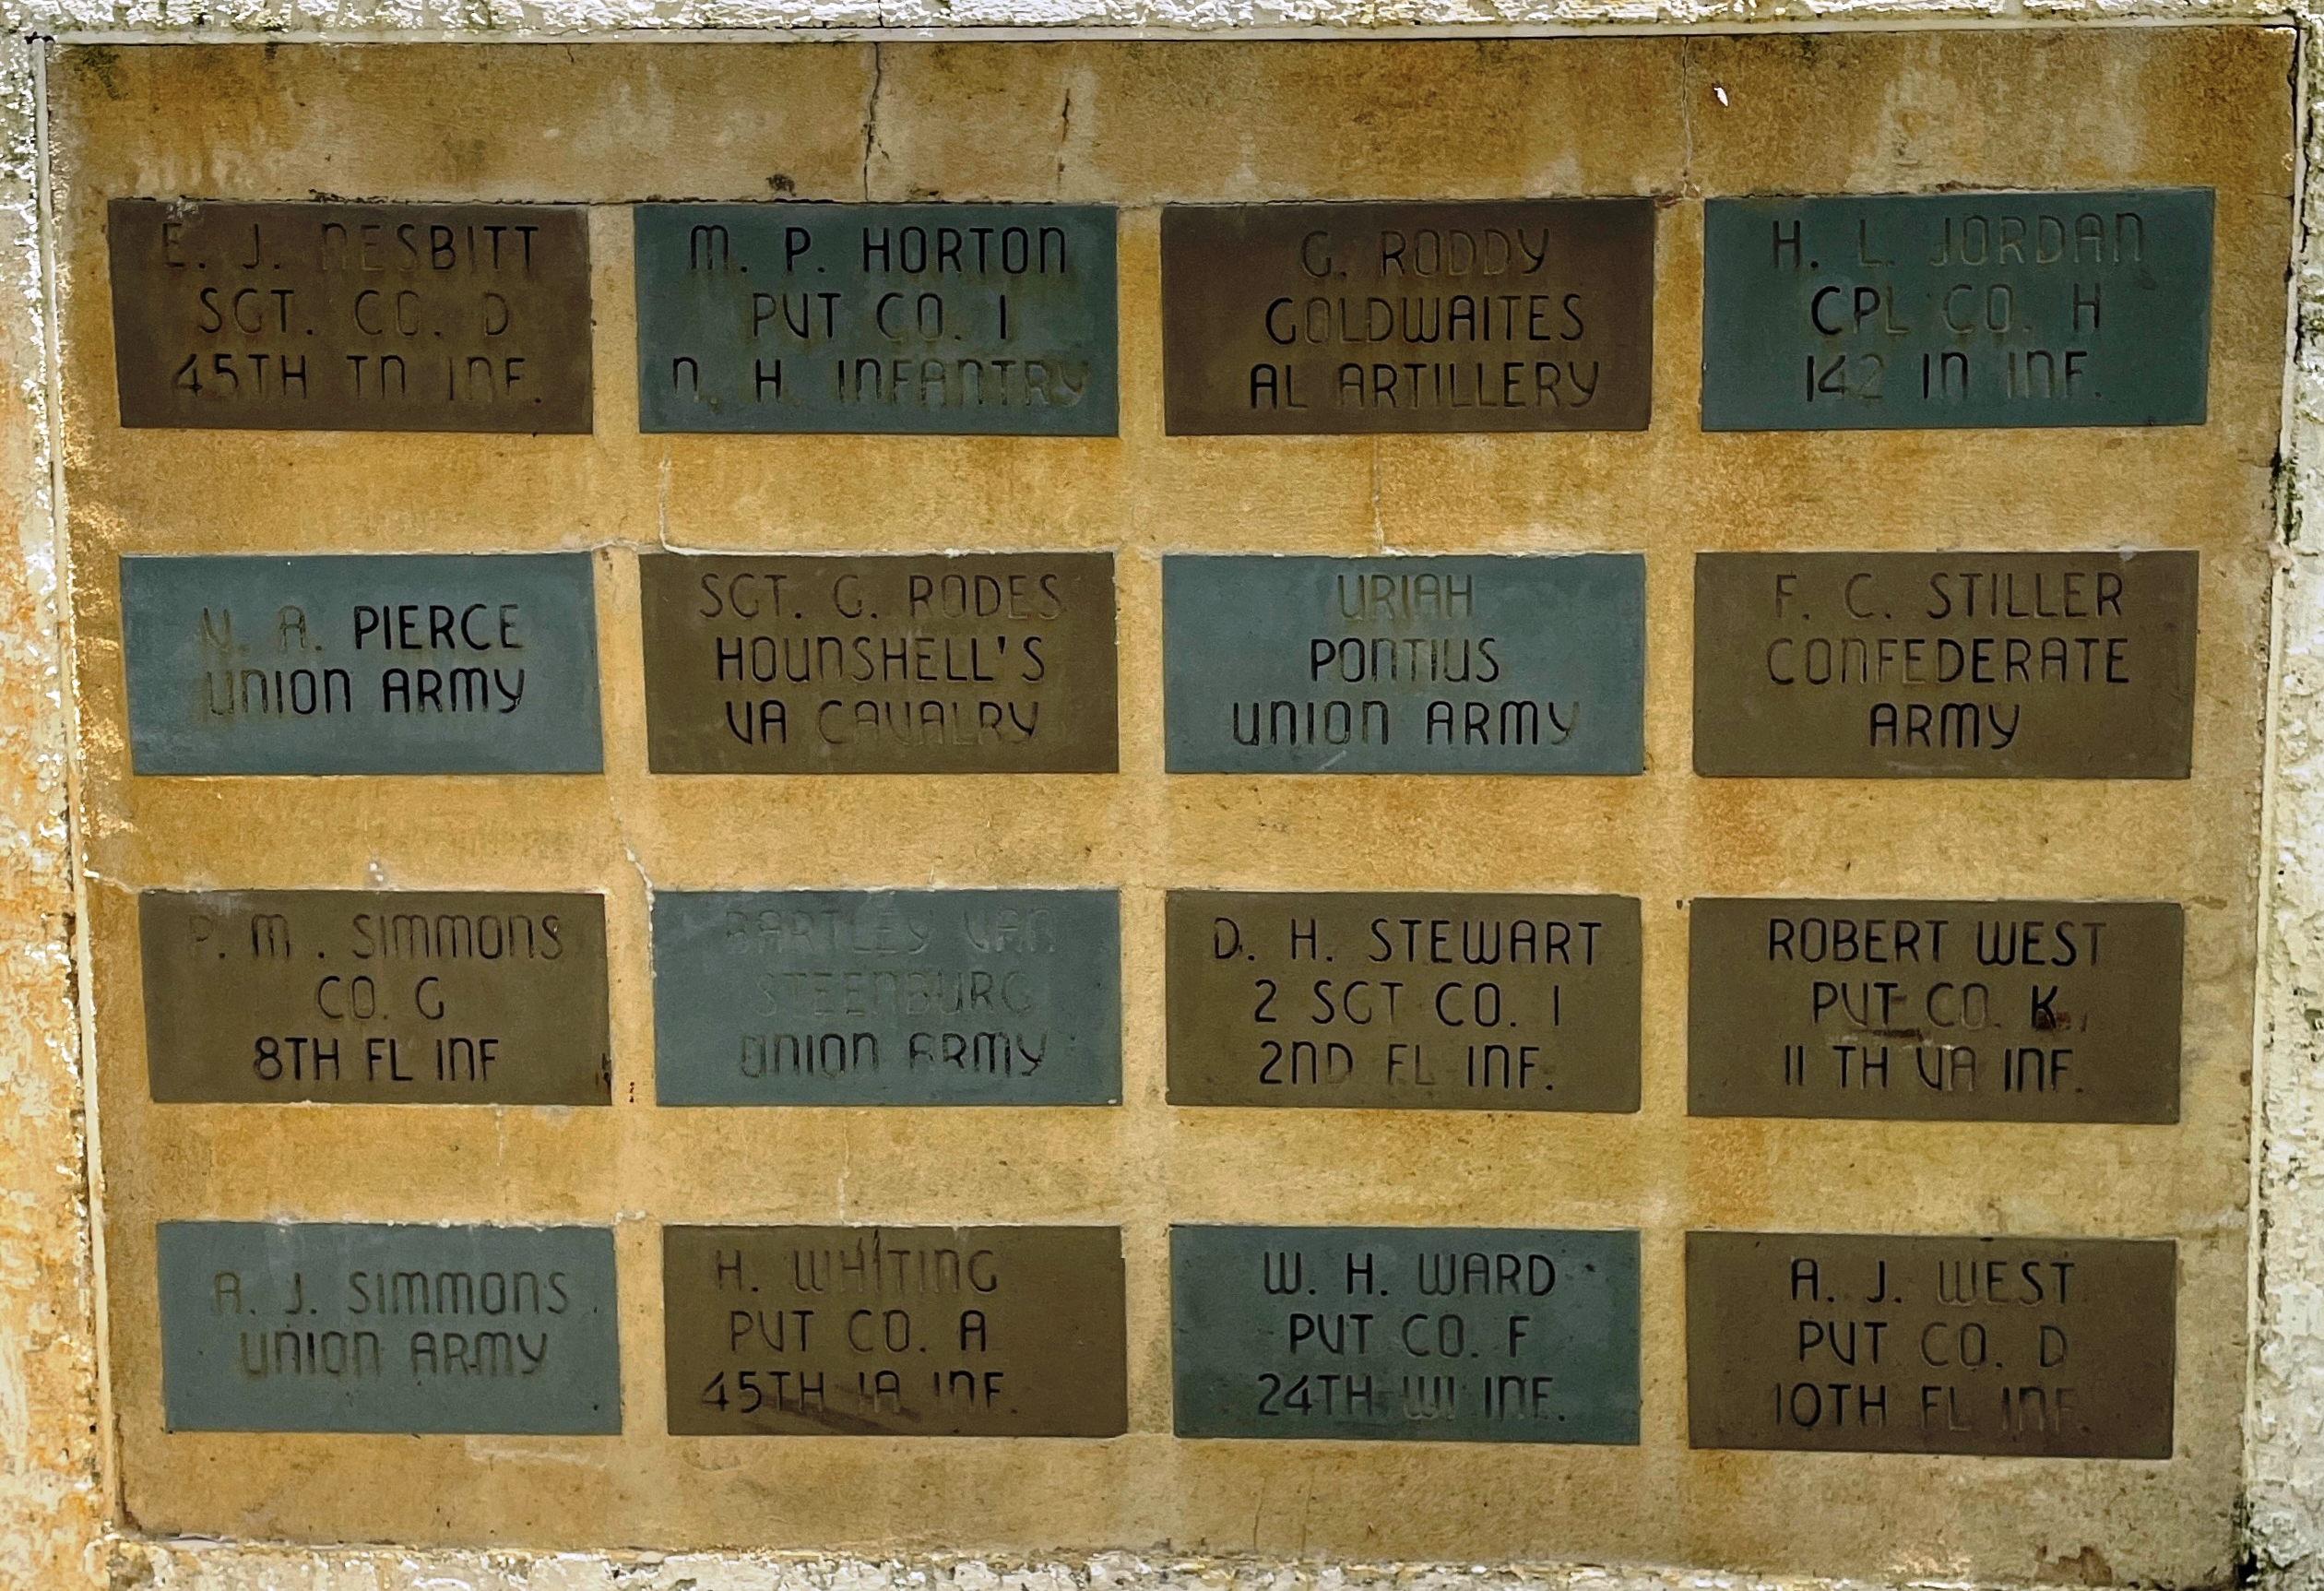 E. J. NESBITT
SGT. CO. D
45TH TN INF.
M. P. HORTON
PVT CO. I
N. H. INFANTRY
G. RODDY
GOLDWAITES
AL ARTILLERY
H. L. JORDAN
CPL CO. H
142 IN INF.
A. PIERCE
UNION ARMY
SGT. G. RODES
HOUNSHELL'S
VA CAVALRY
URIAH
PONTIUS
UNION ARMY
F. C. STILLER
CONFEDERATE
ARMY
P. M. SIMMONS
CO. G
8TH FL INF
BARTLEY VAN
STEENBURG
UNION ARMY
D. H. STEWART
2 SGT CO. I
2ND FL INF.
ROBERT WEST
PVT CO. K
11 TH VA INF.
A. J. SIMMONS
UNION ARMY
H. WHITING
PVT CO. A
45TH IA INF.
W. H. WARD
PVT CO. F
24TH WI INF.
A. J. WEST
PVT CO. D
10TH FL INF.